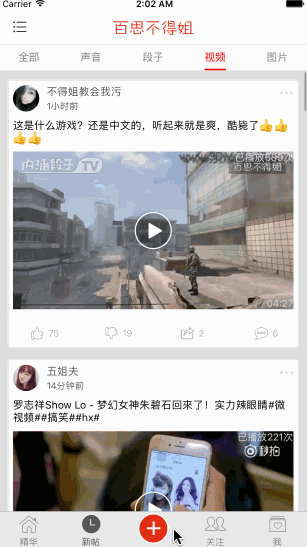 Carrier 2:02 AM
百思不得姐
全部 声音 段子 视频 图片
不得姐教会我污
1小时前
这是什么游戏？还是中文的，听起来就是爽，酷毙了👍👍
👍👍
内涵段子TV
已播放689次
百思不得姐
04:27
75 19 2 6
五姐夫
14分钟前
罗志祥Show Lo - 梦幻女神朱碧石回来了！实力辣眼睛#微
视频##搞笑##hx#
已播放221次
秒拍
精华 新帖 关注 我